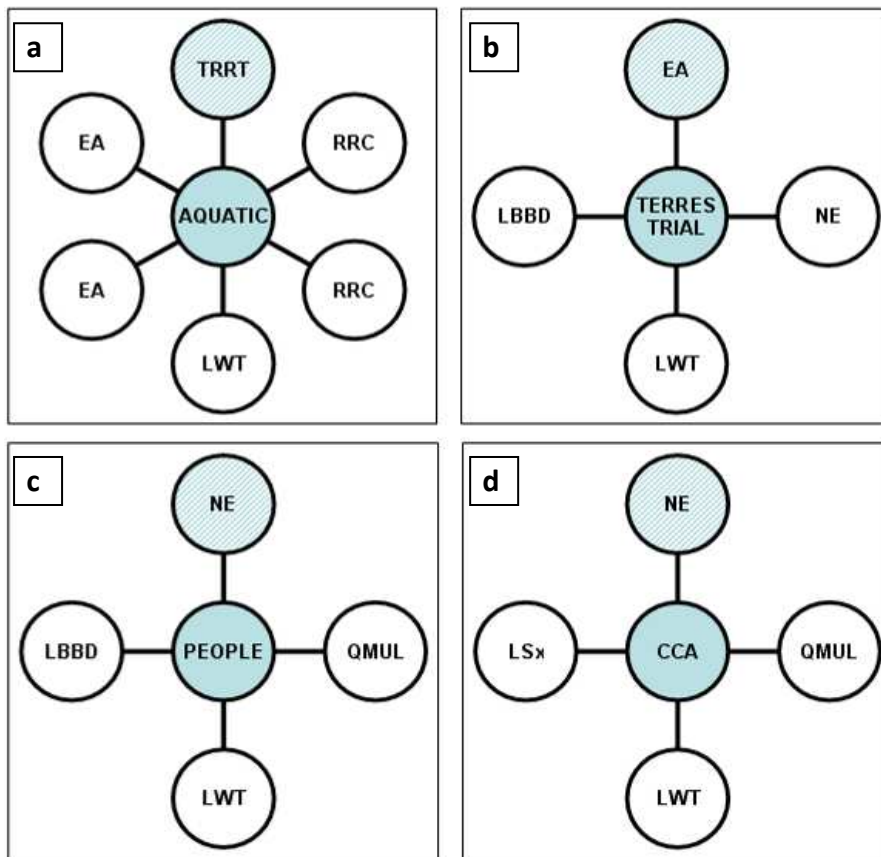 a
TRRT
EA
RRC
AQUATIC
EA
RRC
LWT
b
EA
LBBD
TERRES
TRIAL
NE
LWT
c
NE
LBBD
PEOPLE
QMUL
LWT
d
NE
LSx
CCA
QMUL
LWT